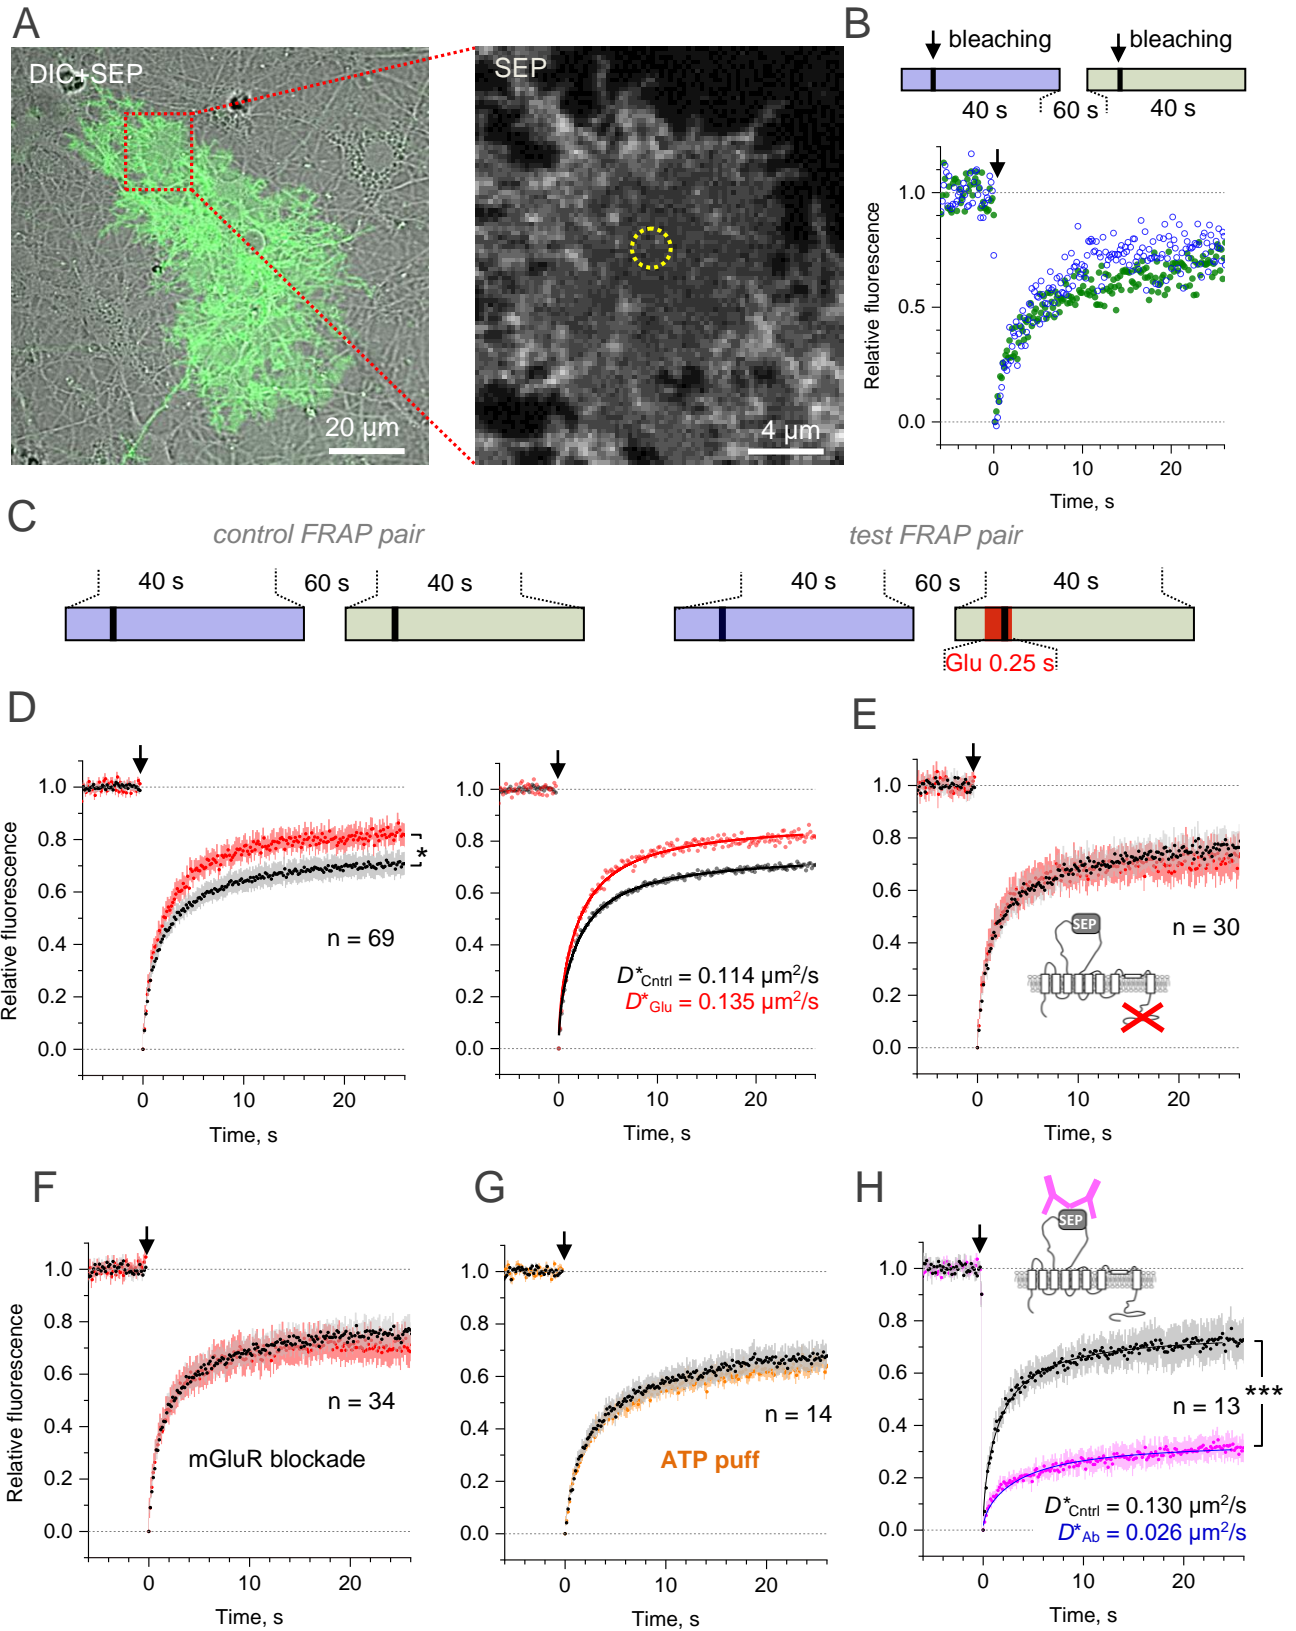 A
DIC+SEP
20 µm
SEP
4 µm
B
bleaching
bleaching
40 s
60 s
40 s
Relative fluorescence
1.0
0.5
0.0
0
10
20
Time, s
C
control FRAP pair
test FRAP pair
40 s
60 s
40 s
40 s
60 s
40 s
Glu 0.25 s
D
Relative fluorescence
1.0
0.8
0.6
0.4
0.2
0.0
*
n = 69
0
10
20
Time, s
1.0
0.8
0.6
0.4
0.2
0.0
D*Cntrl = 0.114 µm²/s
D*Glu = 0.135 µm²/s
0
10
20
Time, s
E
1.0
0.8
0.6
0.4
0.2
0.0
n = 30
SEP
0
10
20
Time, s
F
Relative fluorescence
1.0
0.8
0.6
0.4
0.2
0.0
n = 34
mGluR blockade
0
20
Time, s
G
1.0
0.8
0.6
0.4
0.2
0.0
n = 14
ATP puff
0
20
Time, s
H
SEP
1.0
0.8
0.6
0.4
0.2
0.0
n = 13
***
D*Cntrl = 0.130 µm²/s
D*Ab = 0.026 µm²/s
0
10
20
Time, s